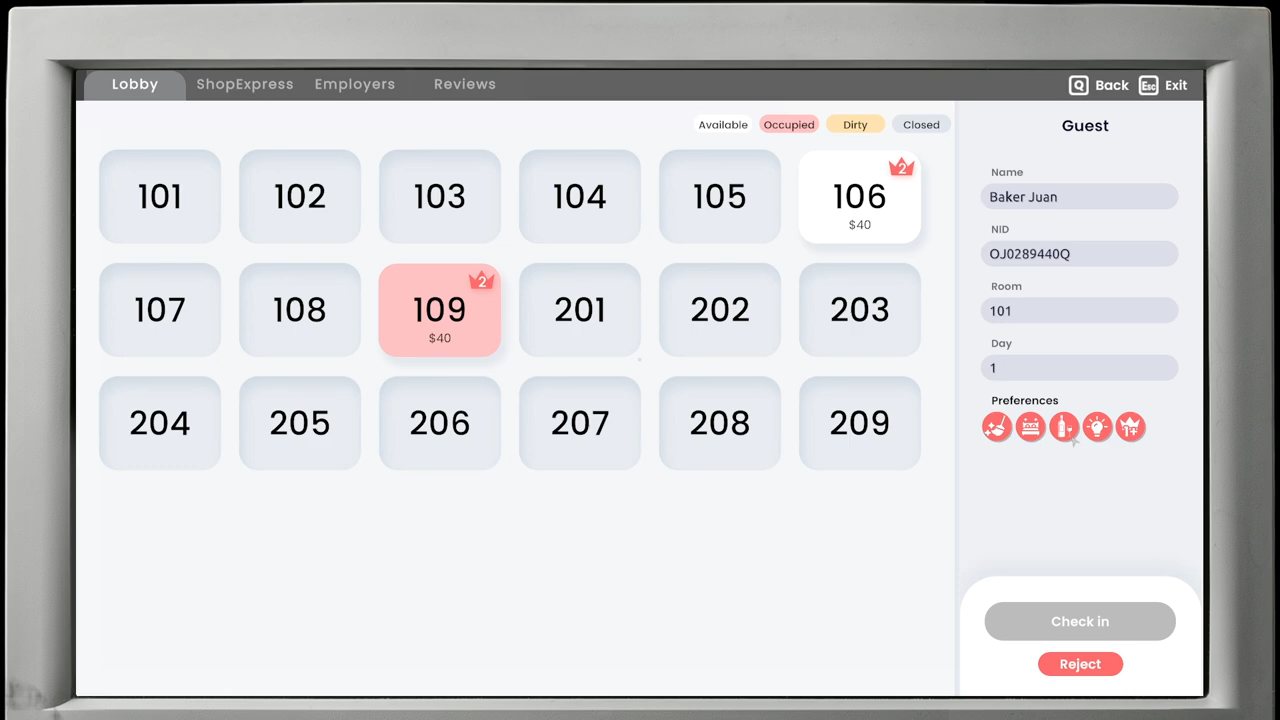 Lobby ShopExpress Employers Reviews Q Back Esc Exit
Available Occupied Dirty Closed
Guest
101 102 103 104 105 2 106
$40
107 108 2 109 201 202 203
$40
204 205 206 207 208 209
Name
Baker Juan
NID
OJ0289440Q
Room
101
Day
1
Preferences
1+
Check in
Reject